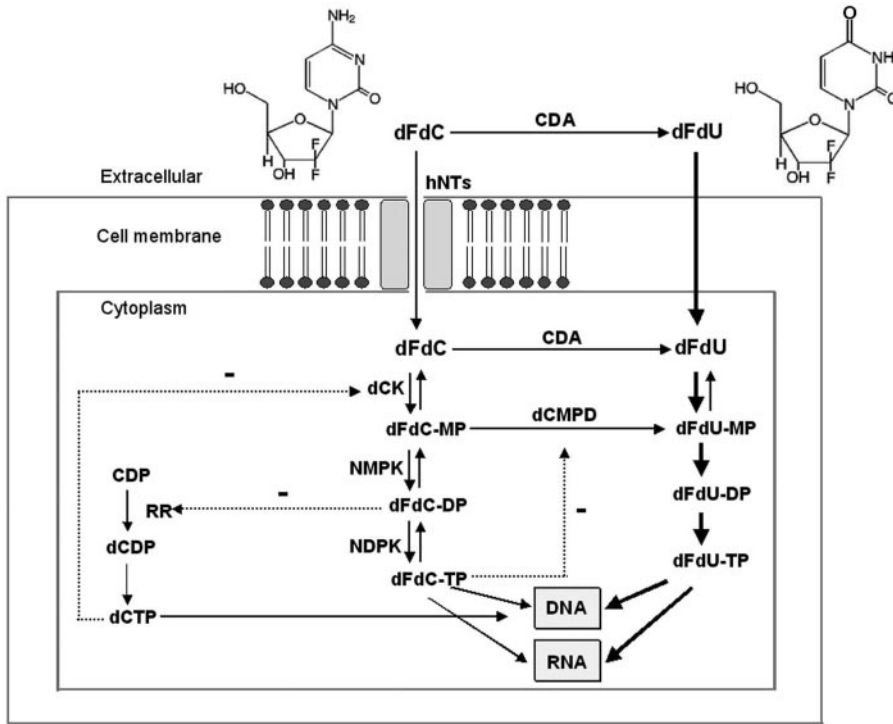 NH₂
N
N
O
HO
O
F
F
H
OH
O
NH
N
O
HO
O
F
F
H
OH
dFdC
CDA
dFdU
Extracellular
hNTs
Cell membrane
Cytoplasm
dFdC
CDA
dFdU
-
dCK
dFdC-MP
dCMPD
dFdU-MP
CDP
NMPK
-
RR
dFdC-DP
-
dFdU-DP
dCDP
NDPK
dFdC-TP
dFdU-TP
dCTP
DNA
RNA